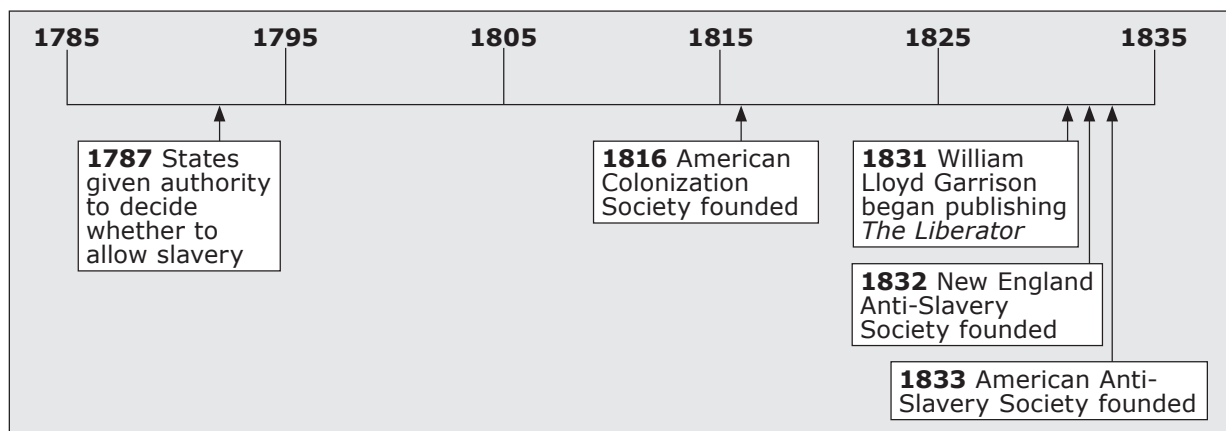 1785 1795 1805 1815 1825 1835
1787 States
given authority
to decide
whether to
allow slavery
1816 American
Colonization
Society founded
1831 William
Lloyd Garrison
began publishing
The Liberator
1832 New England
Anti-Slavery
Society founded
1833 American Anti-
Slavery Society founded